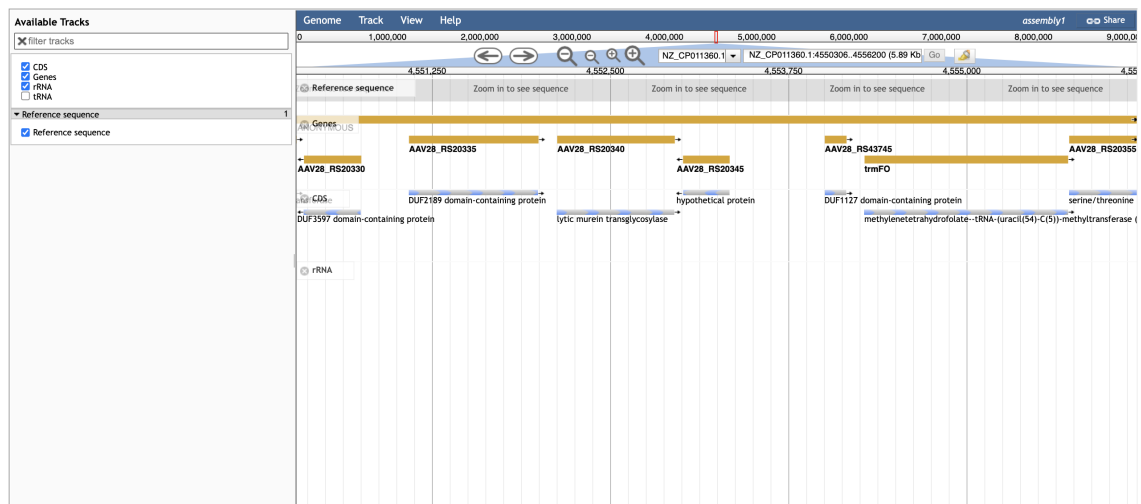 Available Tracks
filter tracks
CDS
Genes
rRNA
tRNA
Reference sequence 1
Reference sequence
Genome Track View Help assembly1 Share
0 1,000,000 2,000,000 3,000,000 4,000,000 5,000,000 6,000,000 7,000,000 8,000,000 9,000,0
NZ_CP011360.1 NZ_CP011360.1:4550306..4556200 (5.89 Kb Go
4,551,250 4,552,500 4,553,750 4,555,000 4,55
Reference sequence Zoom in to see sequence Zoom in to see sequence Zoom in to see sequence Zoom in to see sequence
Genes
ANONYMOUS
AAV28_RS20335 AAV28_RS20340 AAV28_RS43745 AAV28_RS20355
AAV28_RS20330 AAV28_RS20345 trmFO
CDS
DUF2189 domain-containing protein hypothetical protein DUF1127 domain-containing protein serine/threonine
DUF3597 domain-containing protein lytic murein transglycosylase methylenetetrahydrofolate--tRNA-(uracil(54)-C(5))-methyltransferase (
rRNA